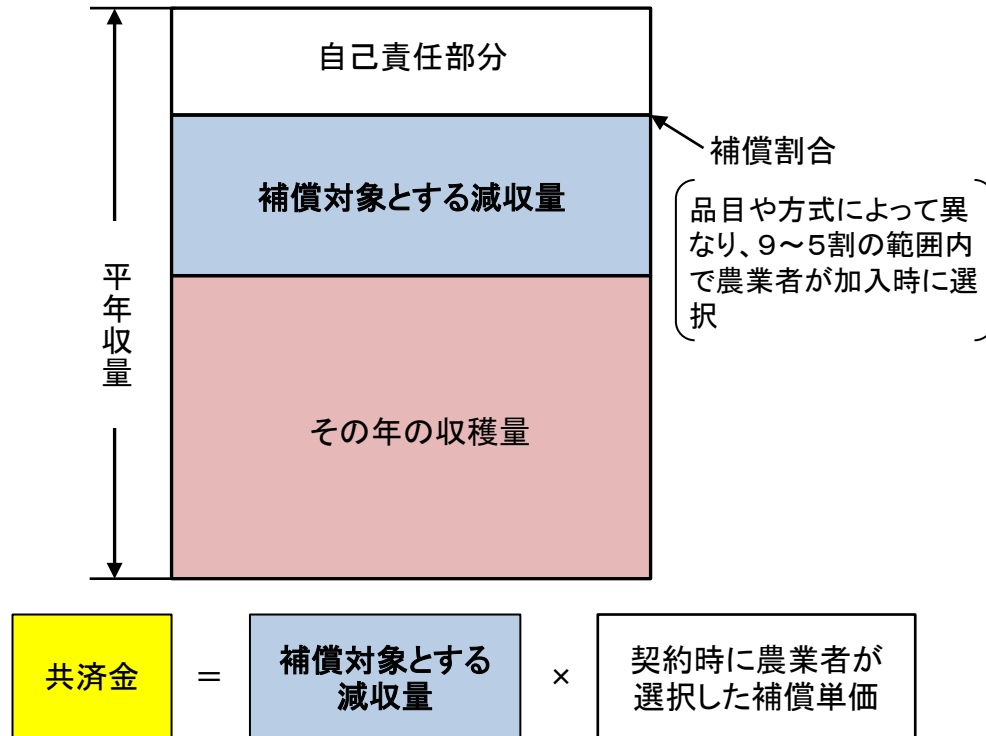 自己責任部分
補償割合
補償対象とする減収量
品目や方式によって異
なり、９～５割の範囲内
で農業者が加入時に選
択
平年収量
その年の収穫量
共済金
＝
補償対象とする
減収量
×
契約時に農業者が
選択した補償単価